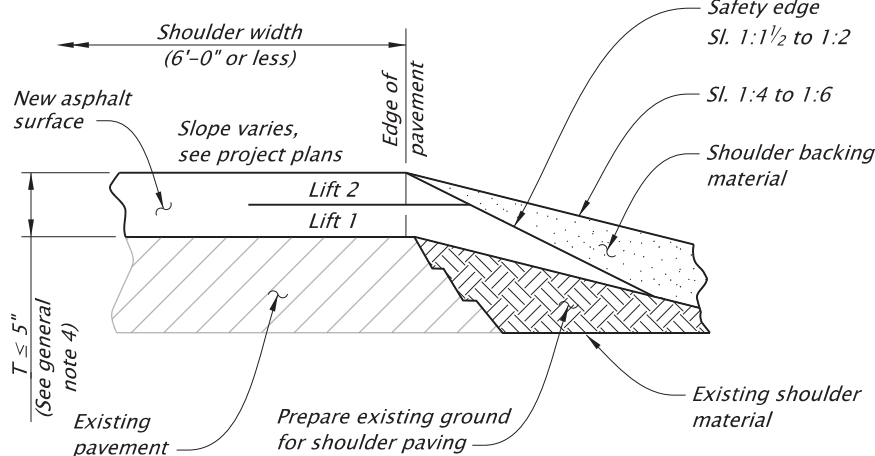 Safety edge
Sl. 1:1½ to 1:2
Shoulder width
(6'-0" or less)
Edge of
pavement
Sl. 1:4 to 1:6
New asphalt
surface
Slope varies,
see project plans
Shoulder backing
material
Lift 2
Lift 1
T ≤ 5"
(See general
note 4)
Existing
pavement
Prepare existing ground
for shoulder paving
Existing shoulder
material